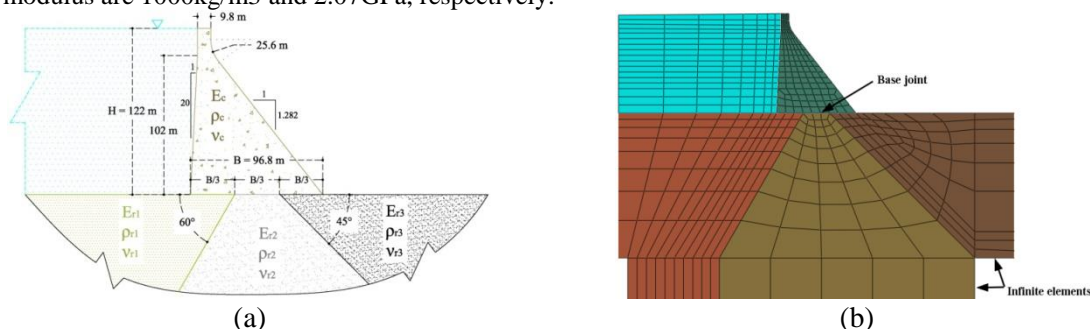 modulus are 1000kg/m3 and 2.07GPa, respectively.
9.8 m
25.6 m
1
20
H = 122 m
102 m
Ec
ρc
νc
1
1.282
B = 96.8 m
B/3
B/3
B/3
60º
45º
Er1
ρr1
νr1
Er2
ρr2
νr2
Er3
ρr3
νr3
(a)
Base joint
Infinite elements
(b)